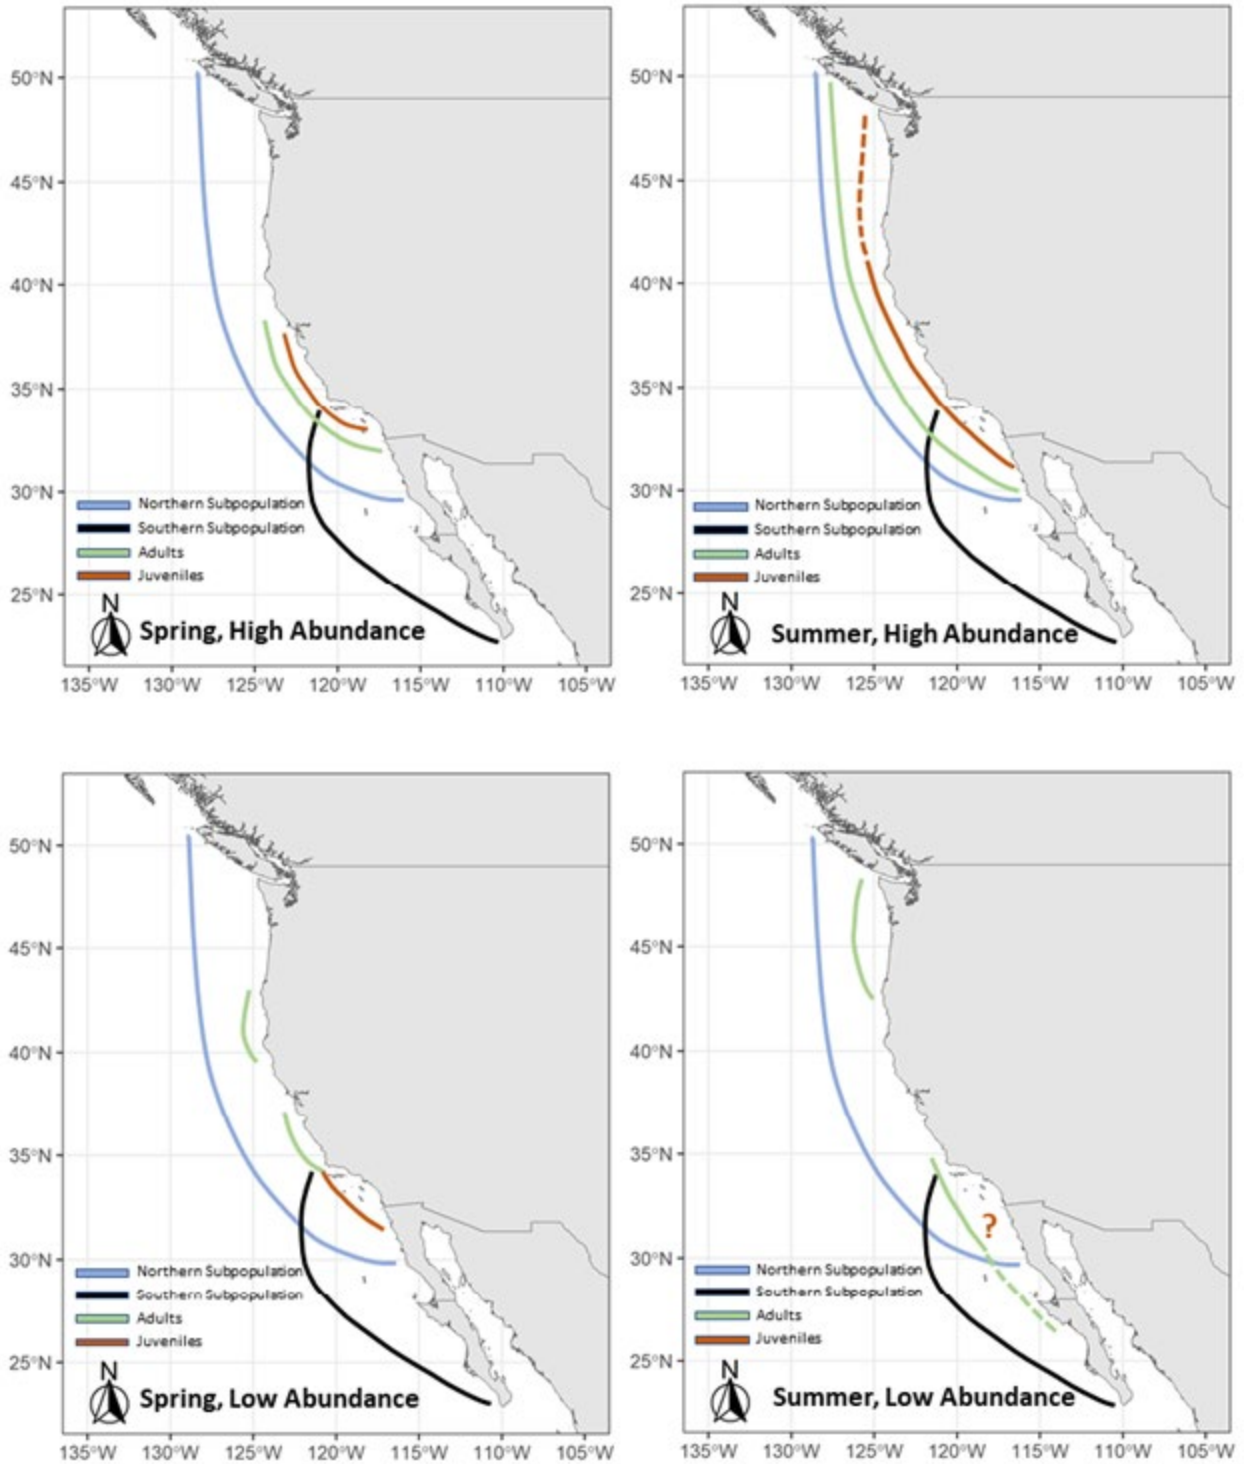 50°N
45°N
40°N
35°N
30°N
25°N
Northern Subpopulation
Southern Subpopulation
Adults
Juveniles
N
Spring, High Abundance
135°W 130°W 125°W 120°W 115°W 110°W 105°W
50°N
45°N
40°N
35°N
30°N
25°N
Northern Subpopulation
Southern Subpopulation
Adults
Juveniles
N
Summer, High Abundance
135°W 130°W 125°W 120°W 115°W 110°W 105°W
50°N
45°N
40°N
35°N
30°N
25°N
Northern Subpopulation
Southern Subpopulation
Adults
Juveniles
N
Spring, Low Abundance
135°W 130°W 125°W 120°W 115°W 110°W 105°W
50°N
45°N
40°N
35°N
?
30°N
25°N
Northern Subpopulation
Southern Subpopulation
Adults
Juveniles
N
Summer, Low Abundance
135°W 130°W 125°W 120°W 115°W 110°W 105°W